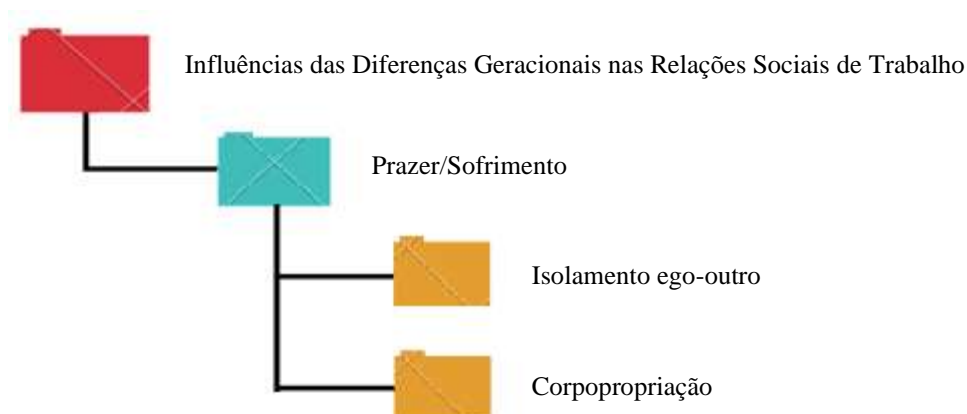 Influências das Diferenças Geracionais nas Relações Sociais de Trabalho
Prazer/Sofrimento
Isolamento ego-outro
Corpopropriação